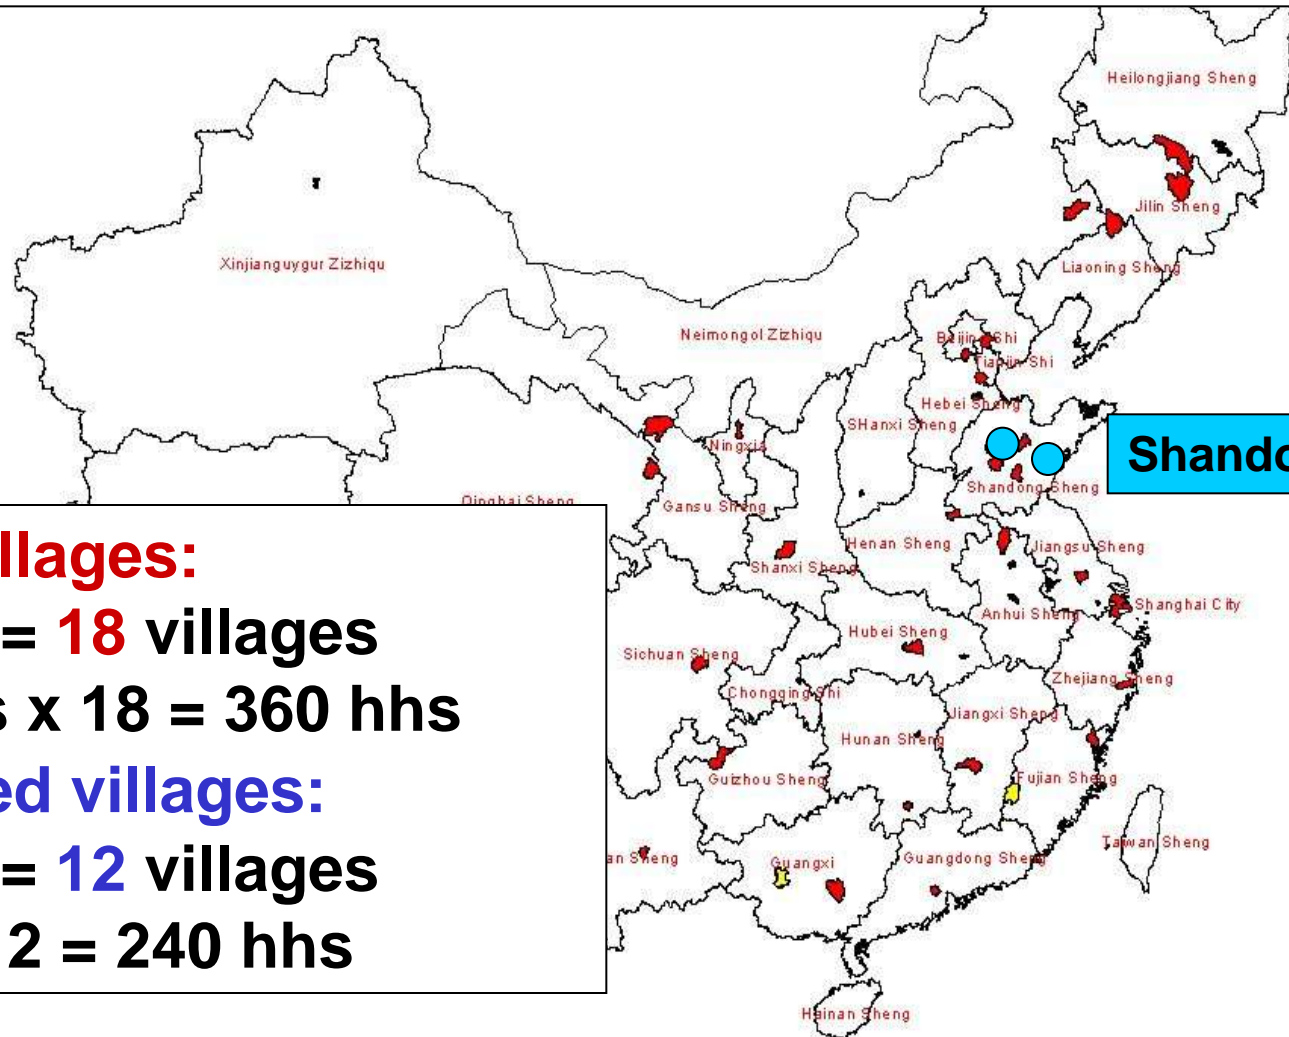 Heilongjiang Sheng
Jilin Sheng
Xinjianguygur Zizhiqu
Liaoning Sheng
Neimongol Zizhiqu
Beijing Shi
Tianjin Shi
Hebei Sheng
SHanxi Sheng
Ningxia
Shando
Shandong Sheng
Qinghai Sheng
Gansu Sheng
Henan Sheng
Jiangsu Sheng
Shanxi Sheng
Shanghai City
Anhui Sheng
Hubei Sheng
Sichuan Sheng
Zhejiang Sheng
Chongqing Shi
Jiangxi Sheng
Hunan Sheng
Guizhou Sheng
Fujian Sheng
Taiwan Sheng
an Sheng
Guangxi
Guangdong Sheng
Hainan Sheng
llages:
= 18 villages
s x 18 = 360 hhs
ed villages:
= 12 villages
2 = 240 hhs